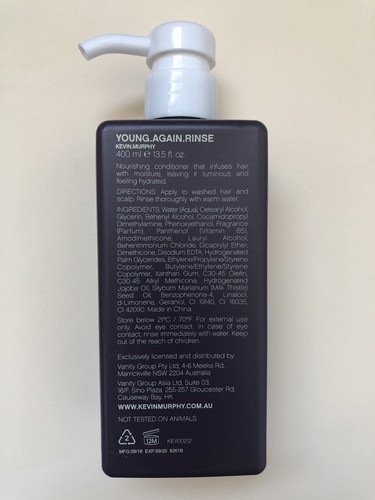 YOUNG.AGAIN.RINSE
KEVIN.MURPHY
400 ml ℮ 13.5 fl. oz.
Nourishing conditioner that infuses hair
with moisture, leaving it luminous and
feeling hydrated.
DIRECTIONS: Apply to washed hair and
scalp. Rinse thoroughly with warm water.
INGREDIENTS: Water (Aqua), Cetearyl Alcohol,
Glycerin, Behenyl Alcohol, Cocamidopropyl
Dimethylamine, Phenoxyethanol, Fragrance
(Parfum), Panthenol (Vitamin B5),
Amodimethicone, Lauryl Alcohol,
Behentrimonium Chloride, Dicaprylyl Ether,
Dimethicone, Disodium EDTA, Hydrogenated
Palm Glycerides, Ethylene/Propylene/Styrene
Copolymer, Butylene/Ethylene/Styrene
Copolymer, Xanthan Gum, C30-45 Olefin,
C30-45 Alkyl Methicone, Hydrogenated
Jojoba Oil, Silybum Marianum (Milk Thistle)
Seed Oil, Benzophenone-4, Linalool,
d-Limonene, Geraniol, CI 19140, CI 16035,
CI 42090. Made in China
Store below 21°C / 70°F. For external use
only. Avoid eye contact. in case of eye
contact, rinse immediately with water. Keep
out of the reach of children.
Exclusively licensed and distributed by
Vanity Group Pty Ltd, 4-6 Meeks Rd,
Marrickville NSW 2204 Australia
Vanity Group Asia Ltd, Suite 03,
16/F. Sino Plaza, 255-257 Gloucester Rd,
Causeway Bay, HK
WWW.KEVINMURPHY.COM.AU
NOT TESTED ON ANIMALS
2 12M KEV00212
MFG:09/18 EXP:09/20 82618